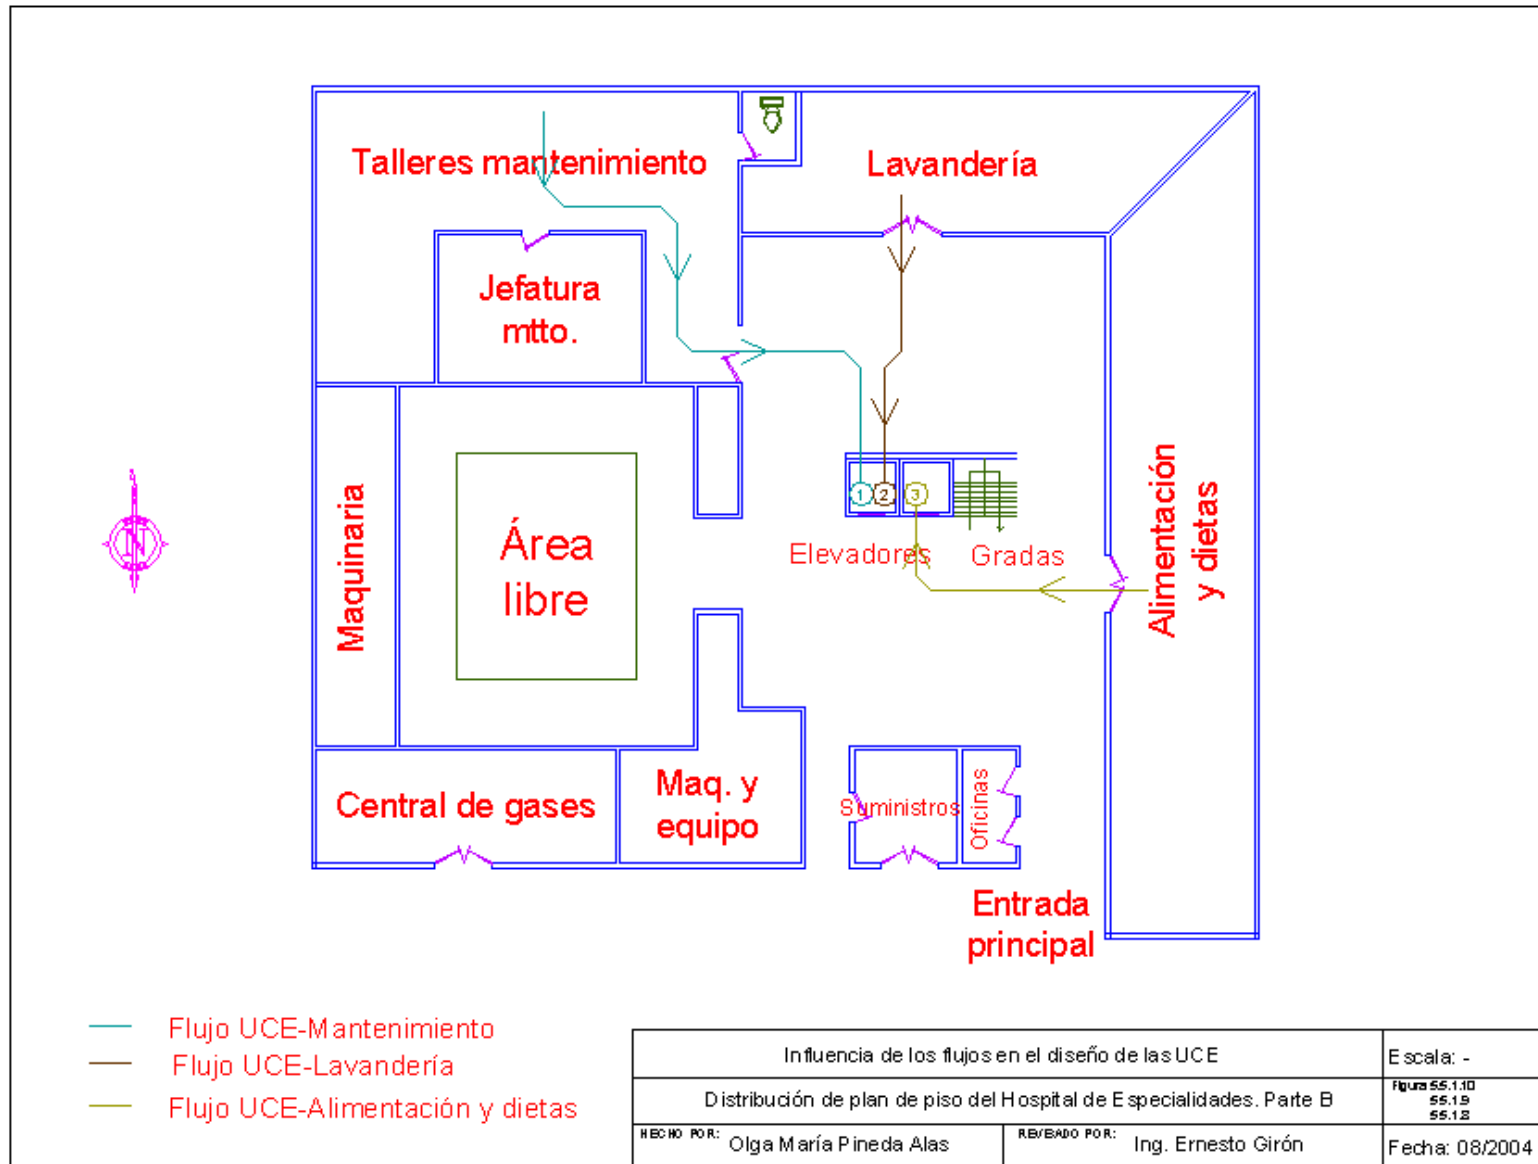 Talleres mantenimiento
Lavandería
Jefatura
mtto.
Maquinaria
Área
libre
N
1
2
3
Elevadores
Gradas
Alimentación
y dietas
Central de gases
Maq. y
equipo
Suministros
Oficinas
Entrada
principal
Flujo UCE-Mantenimiento
Flujo UCE-Lavandería
Flujo UCE-Alimentación y dietas
Influencia de los flujos en el diseño de las UCE
Escala: -
Distribución de plan de piso del Hospital de Especialidades. Parte B
Figura 55.1.10
55.1.9
55.1.8
HECHO POR: Olga María Pineda Alas
REVISADO POR: Ing. Ernesto Girón
Fecha: 08/2004